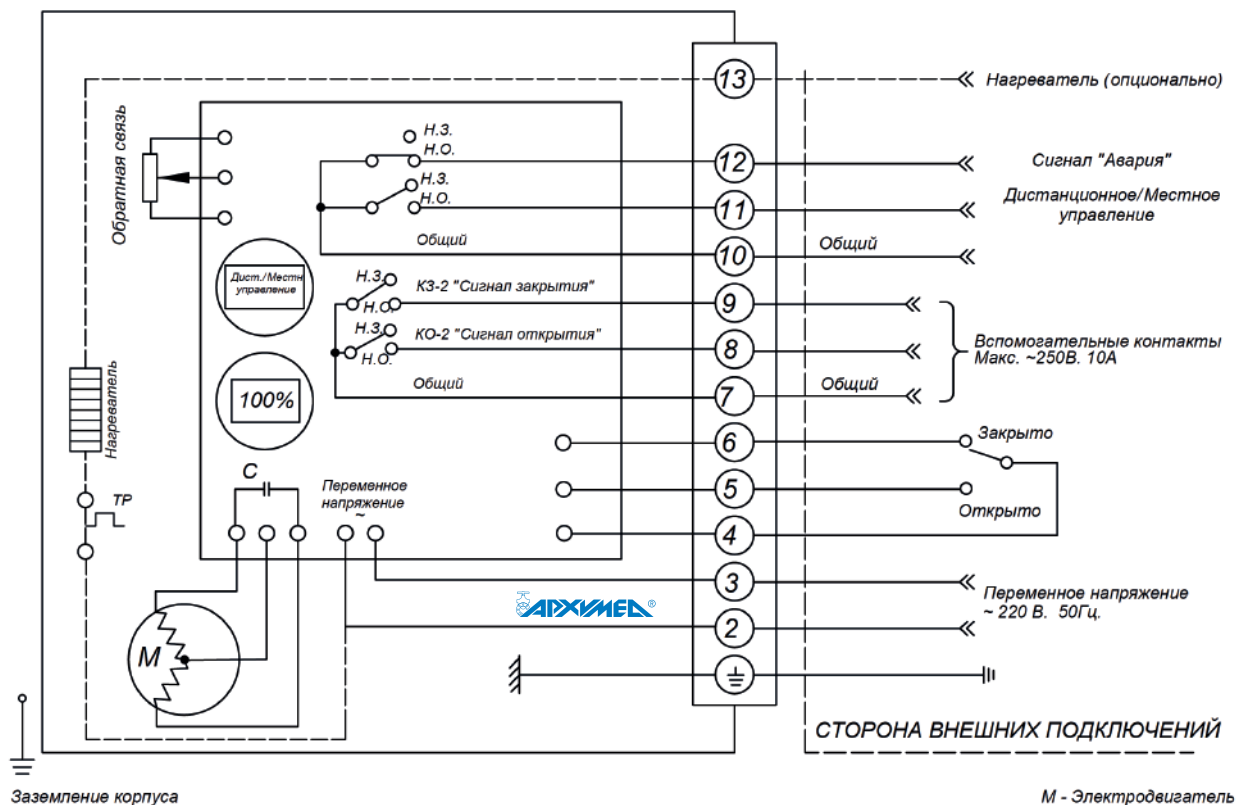 13
Нагреватель (опционально)
Обратная связь
Н.З.
Н.О.
12
Сигнал "Авария"
Н.З.
Н.О.
11
Дистанционное/Местное
управление
Общий
10
Общий
Дист./Местн
управление
Н.З.
КЗ-2 "Сигнал закрытия"
Н.О.
9
Н.З.
КО-2 "Сигнал открытия"
Н.О.
8
Вспомогательные контакты
Макс. ~250В. 10А
Общий
7
Общий
100%
Нагреватель
6
Закрыто
C
Переменное
напряжение
~
5
Открыто
ТР
4
3
Переменное напряжение
~ 220 В. 50Гц.
АРХИМЕД®
2
М
СТОРОНА ВНЕШНИХ ПОДКЛЮЧЕНИЙ
Заземление корпуса
М - Электродвигатель